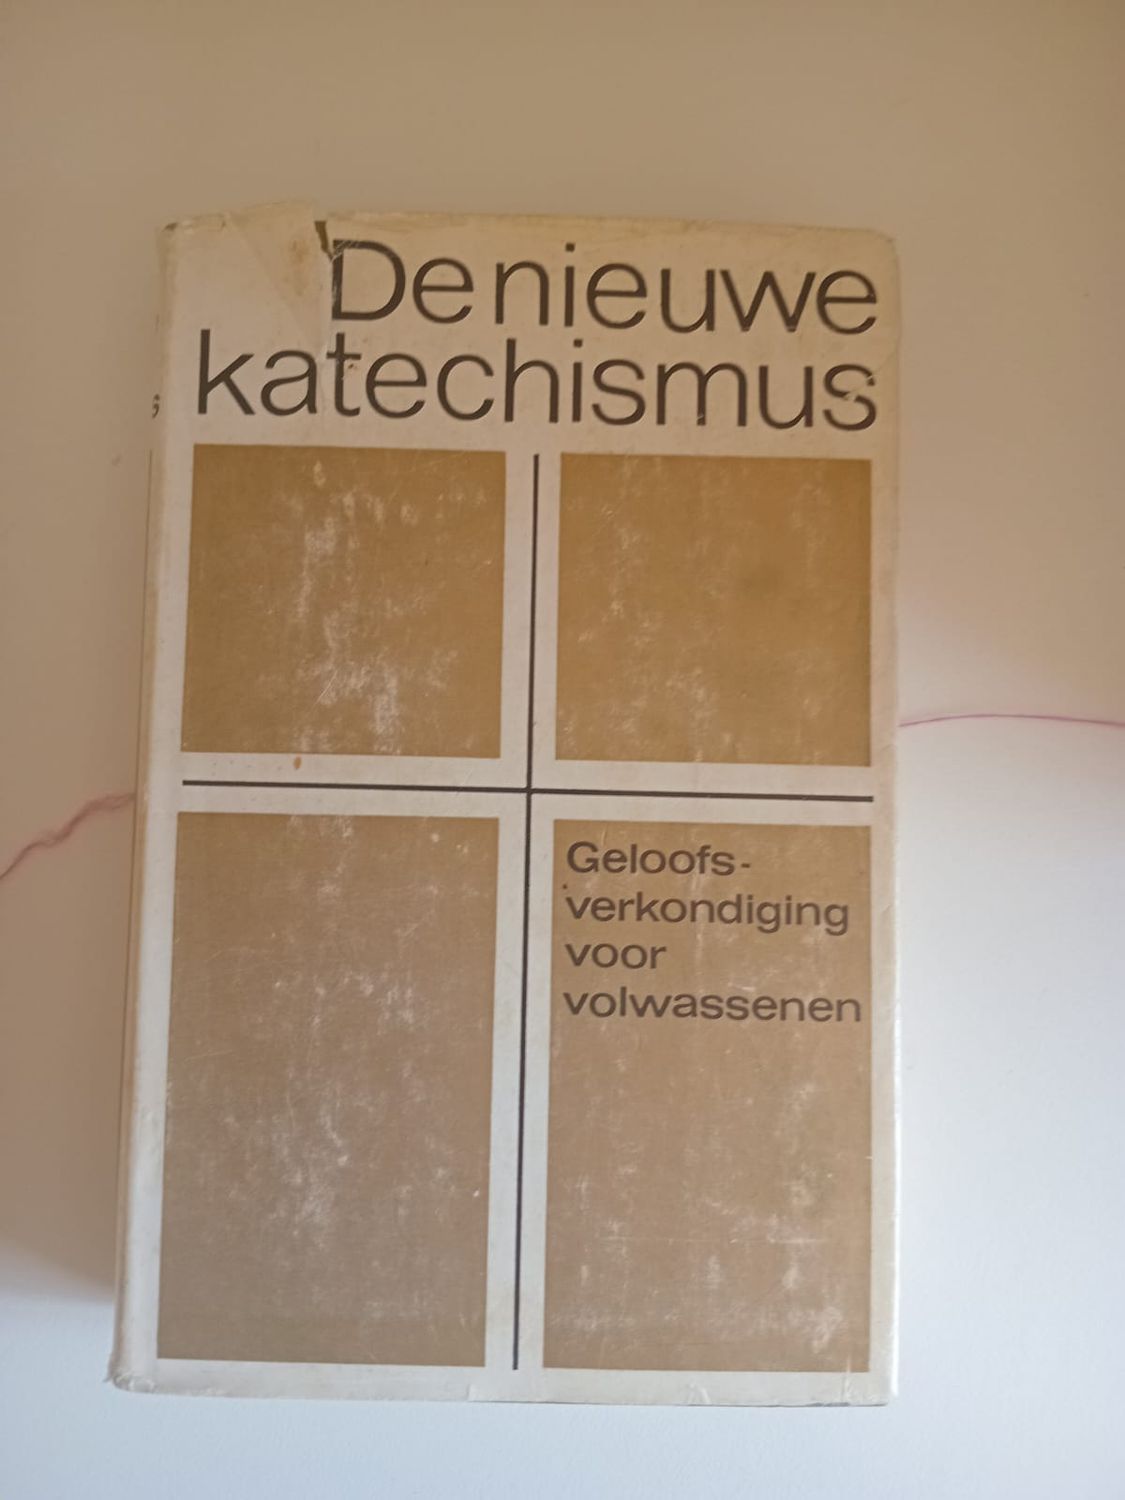 De nieuwe
katechismus
Geloofs-
verkondiging
voor
volwassenen